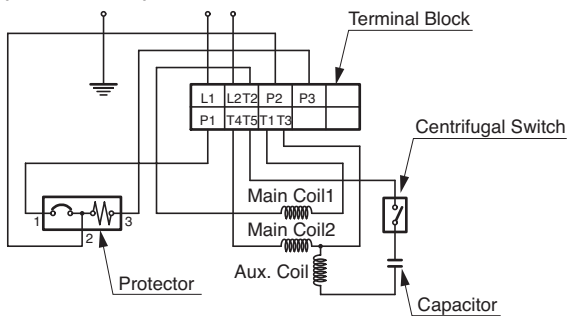 Terminal Block
L1 L2T2 P2 P3
P1 T4T5 T1 T3
Centrifugal Switch
Main Coil1
1 3
Main Coil2
2
Aux. Coil
Protector
Capacitor